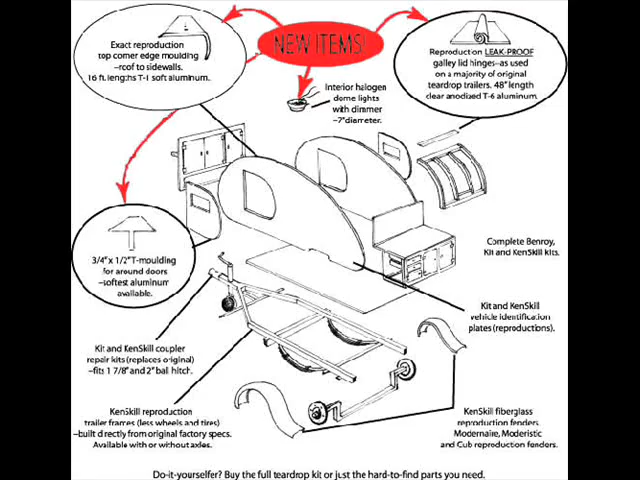 NEW ITEMS!
Exact reproduction
top corner edge moulding
–roof to sidewalls.
16 ft. lengths T-1 soft aluminum.
Interior halogen
dome lights
with dimmer
–7" diameter.
Reproduction LEAK-PROOF
galley lid hinges–as used
on a majority of original
teardrop trailers. 48" length
clear anodized T-6 aluminum.
3/4" x 1/2" T-moulding
for around doors
–softest aluminum
available.
Complete Benroy,
Kit and KenSkill kits.
Kit and KenSkill
vehicle identification
plates (reproductions).
Kit and KenSkill coupler
repair kits (replaces original)
–fits 1 7/8" and 2" ball hitch.
KenSkill reproduction
trailer frames (less wheels and tires)
–built directly from original factory specs.
Available with or without axles.
KenSkill fiberglass
reproduction fenders.
Modernaire, Moderistic
and Cub reproduction fenders.
Do-it-yourselfer? Buy the full teardrop kit or just the hard-to-find parts you need.